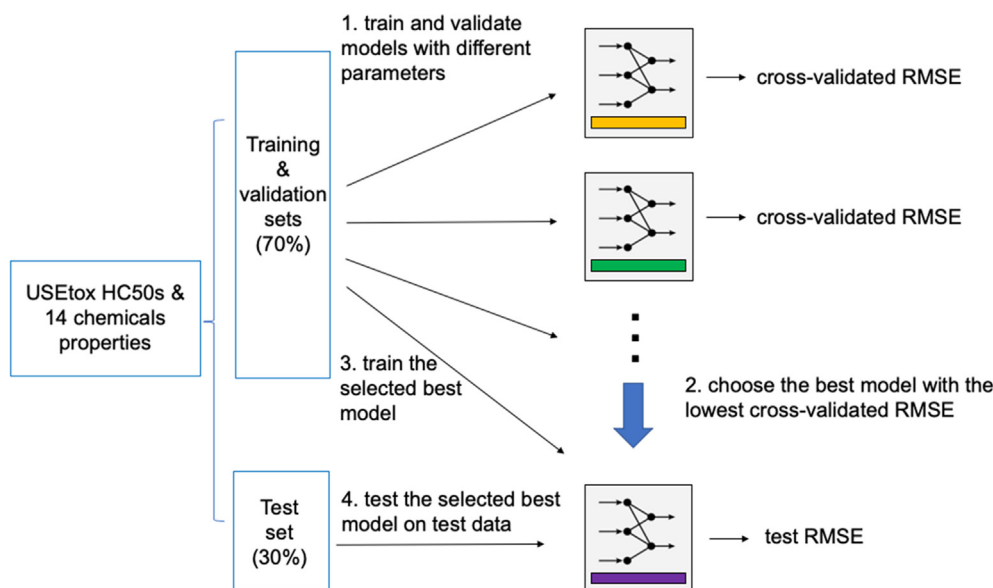 1. train and validate
models with different
parameters
cross-validated RMSE
Training
&
validation
sets
(70%)
cross-validated RMSE
USEtox HC50s &
14 chemicals
properties
3. train the
selected best
model
2. choose the best model with the
lowest cross-validated RMSE
Test
set
(30%)
4. test the selected best
model on test data
test RMSE